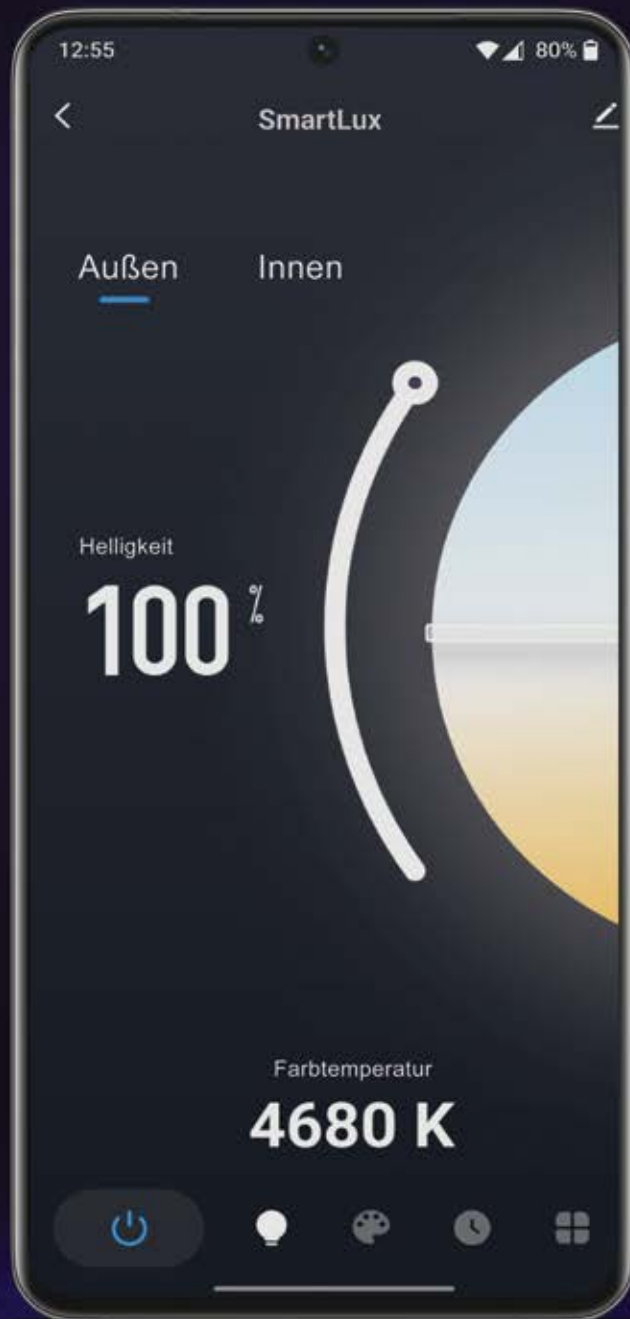 12:55
80%
SmartLux
Außen
Innen
Helligkeit
100 %
Farbtemperatur
4680 K